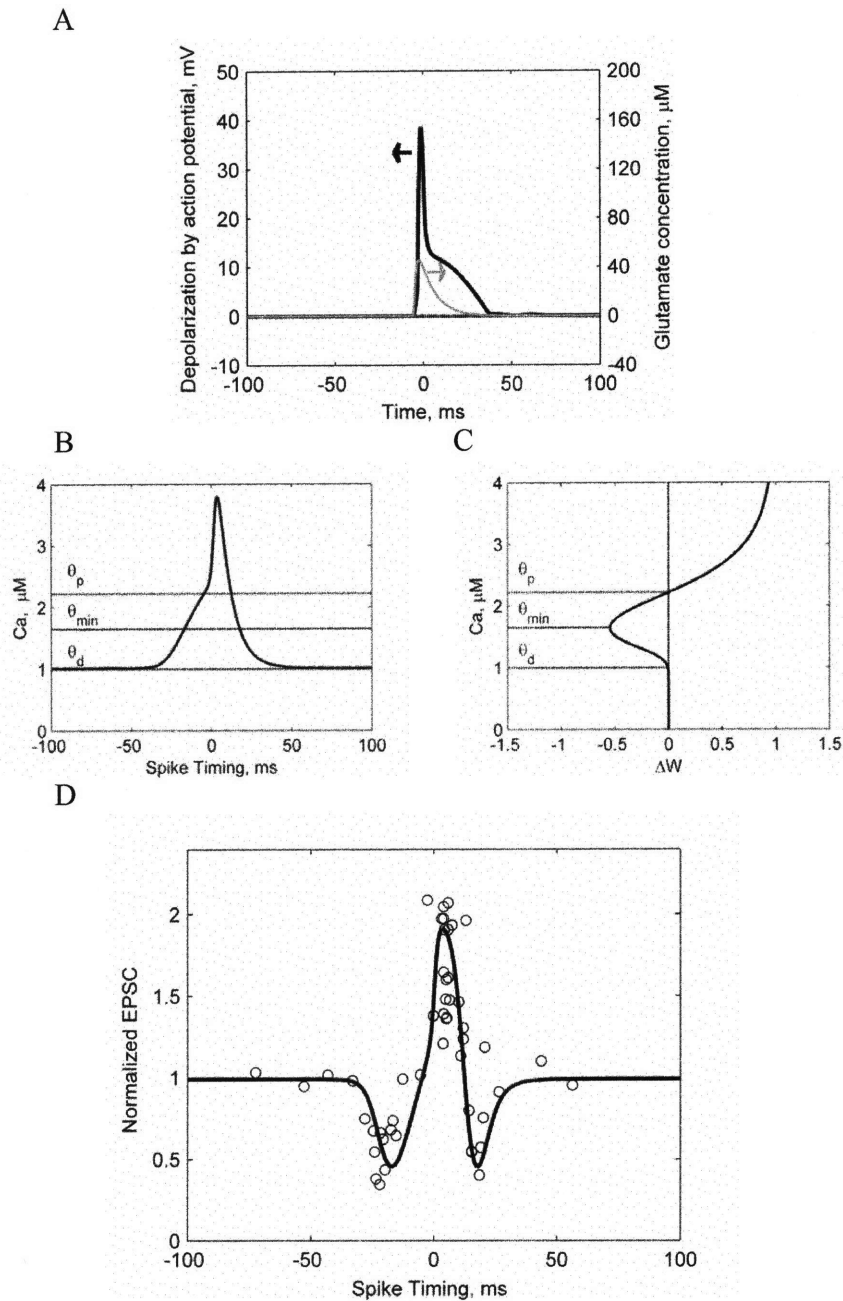 A
Depolarization by action potential, mV
50
40
30
20
10
0
-10
200
160
120
80
40
0
-40
Glutamate concentration, μM
-100 -50 0 50 100
Time, ms
B
Ca, μM
4
3
2
1
0
θp
θmin
θd
-100 -50 0 50 100
Spike Timing, ms
C
Ca, μM
4
3
2
1
0
θp
θmin
θd
-1.5 -1 -0.5 0 0.5 1 1.5
ΔW
D
Normalized EPSC
2
1.5
1
0.5
0
-100 -50 0 50 100
Spike Timing, ms